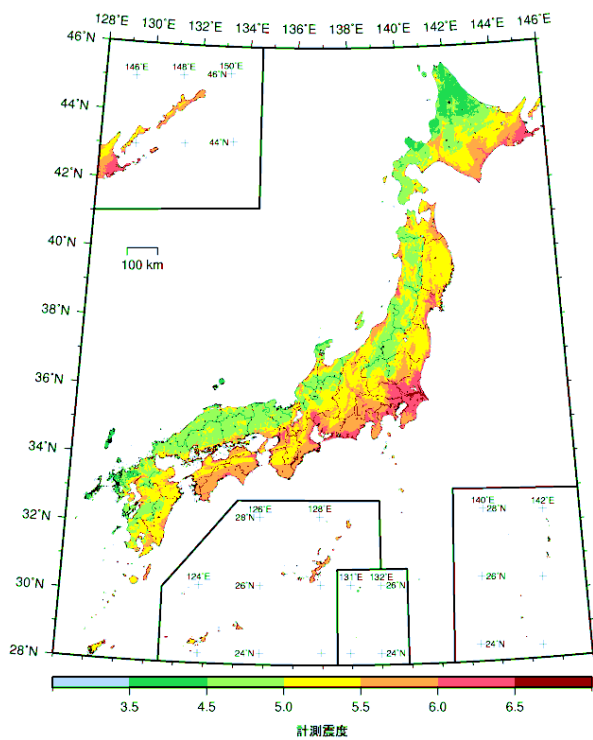 128°E 130°E 132°E 134°E 136°E 138°E 140°E 142°E 144°E 146°E
46°N
146°E 148°E 150°E
46°N
44°N
44°N
42°N
40°N
100 km
38°N
36°N
34°N
32°N
126°E 128°E
28°N
140°E 142°E
28°N
30°N
124°E
26°N
131°E 132°E
26°N
26°N
28°N
24°N
24°N
24°N
3.5 4.5 5.0 5.5 6.0 6.5
計測震度